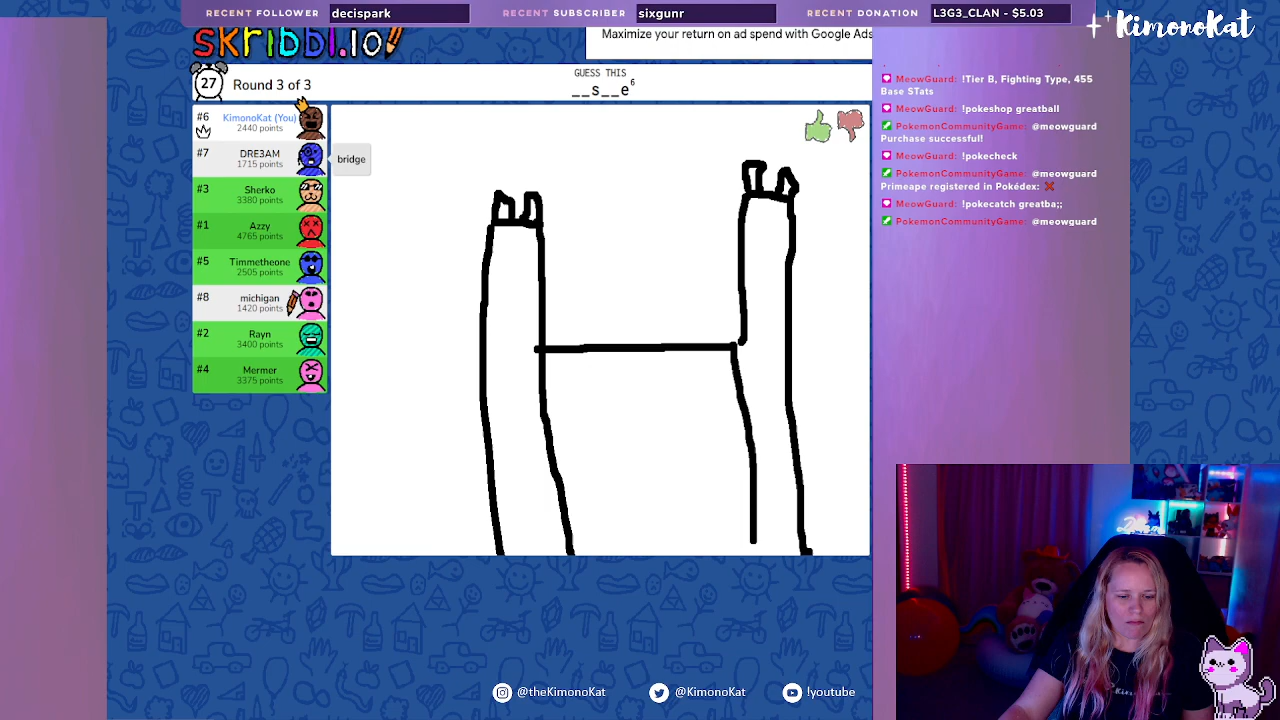 RECENT FOLLOWER decispark
RECENT SUBSCRIBER sixgunr
RECENT DONATION L3G3_CLAN - $5.03
KimonoKat
skribbl.io
Maximize your return on ad spend with Google Ads
27
Round 3 of 3
GUESS THIS
__s__e6
#6 KimonoKat (You)
2440 points
#7 DRE3AM
1715 points
bridge
#3 Sherko
3380 points
#1 Azzy
4765 points
#5 Timmetheone
2505 points
#8 michigan
1420 points
#2 Rayn
3400 points
#4 Mermer
3375 points
MeowGuard: !Tier B, Fighting Type, 455
Base STats
MeowGuard: !pokeshop greatball
PokemonCommunityGame: @meowguard
Purchase successful!
MeowGuard: !pokecheck
PokemonCommunityGame: @meowguard
Primeape registered in Pokédex: ❌
MeowGuard: !pokecatch greatba;;
PokemonCommunityGame: @meowguard
@theKimonoKat
@KimonoKat
!youtube